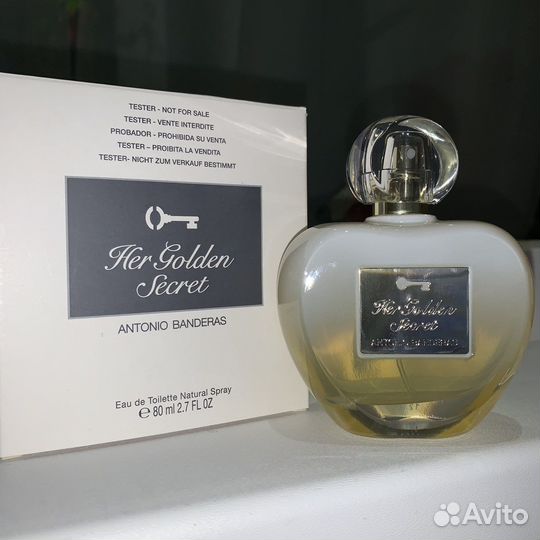 TESTER - NOT FOR SALE
TESTER - VENTE INTERDITE
PROBADOR - PROHIBIDA SU VENTA
TESTER – PROIBITA LA VENDITA
TESTER- NICHT ZUM VERKAUF BESTIMMT
Her Golden
Secret
ANTONIO BANDERAS
Eau de Toilette Natural Spray
℮ 80 ml 2.7 FL OZ
Her Golden
Secret
ANTONIO BANDERAS
Avito